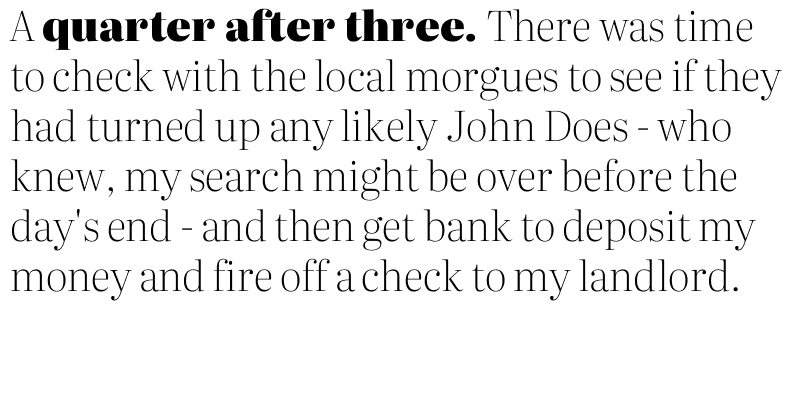 A quarter after three. There was time
to check with the local morgues to see if they
had turned up any likely John Does - who
knew, my search might be over before the
day's end - and then get bank to deposit my
money and fire off a check to my landlord.